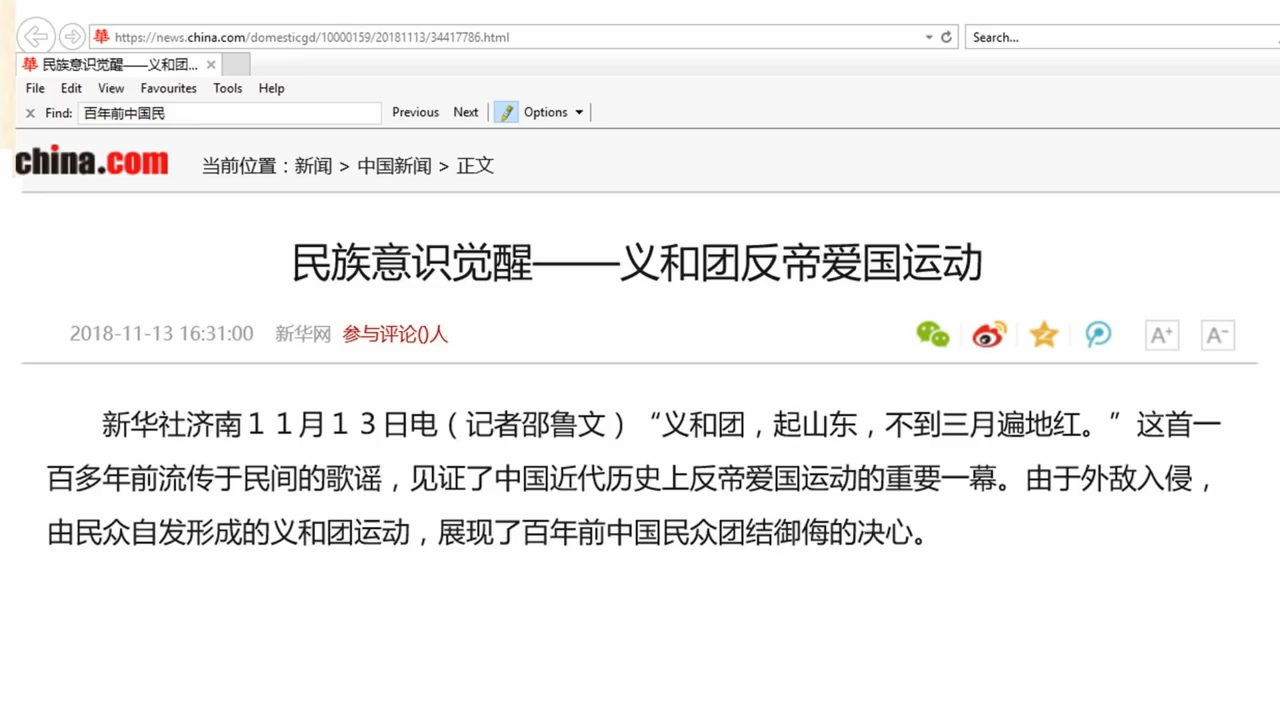 https://news.china.com/domesticgd/10000159/20181113/34417786.html
Search...
華 民族意识觉醒——义和团...
File Edit View Favourites Tools Help
x Find: 百年前中国民 Previous Next Options
china.com 当前位置：新闻 > 中国新闻 > 正文
民族意识觉醒——义和团反帝爱国运动
2018-11-13 16:31:00 新华网 参与评论()人
A+ A-
新华社济南１１月１３日电（记者邵鲁文）“义和团，起山东，不到三月遍地红。”这首一
百多年前流传于民间的歌谣，见证了中国近代历史上反帝爱国运动的重要一幕。由于外敌入侵，
由民众自发形成的义和团运动，展现了百年前中国民众团结御侮的决心。